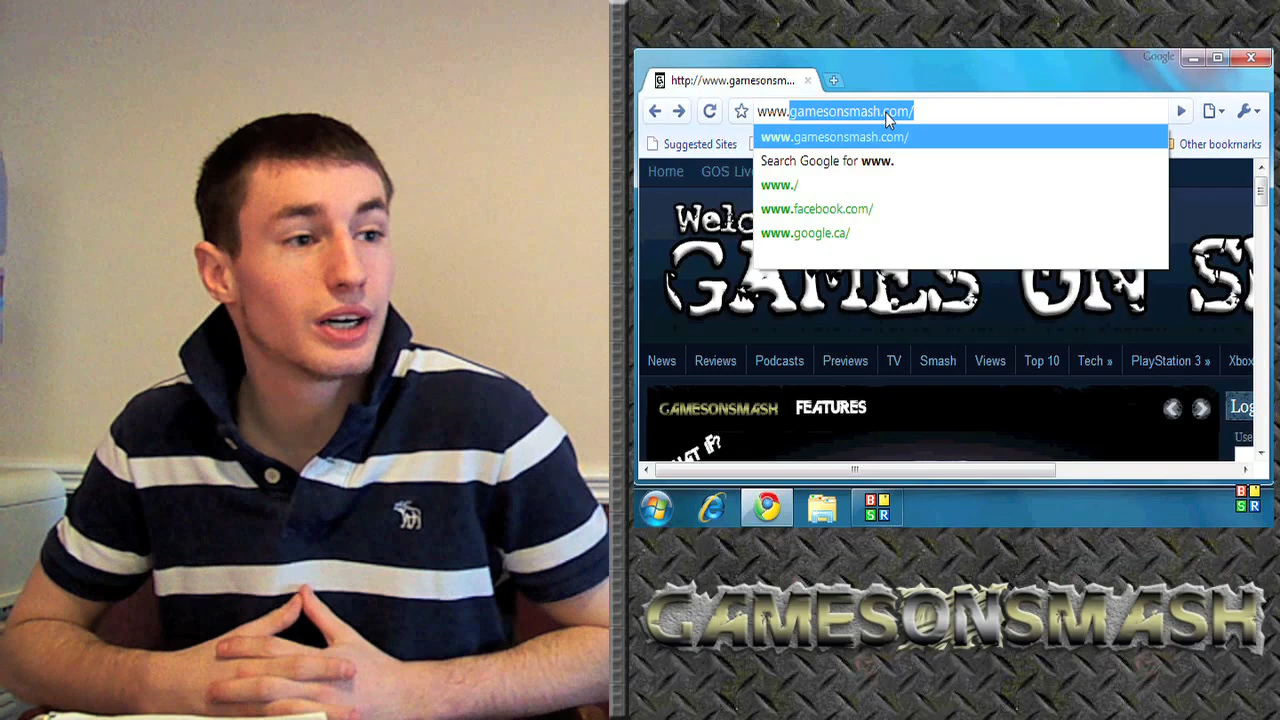 Google
http://www.gamesonsm...
www.gamesonsmash.com/
www.gamesonsmash.com/
Suggested Sites
Other bookmarks
Search Google for www.
Home
GOS Liv
www./
www.facebook.com/
www.google.ca/
Welc
GAMES ON S
News
Reviews
Podcasts
Previews
TV
Smash
Views
Top 10
Tech »
PlayStation 3 »
Xbox
GAMESONSMASH
FEATURES
Log
Use
IF?
B
S R
B
S R
GAMESONSMASH